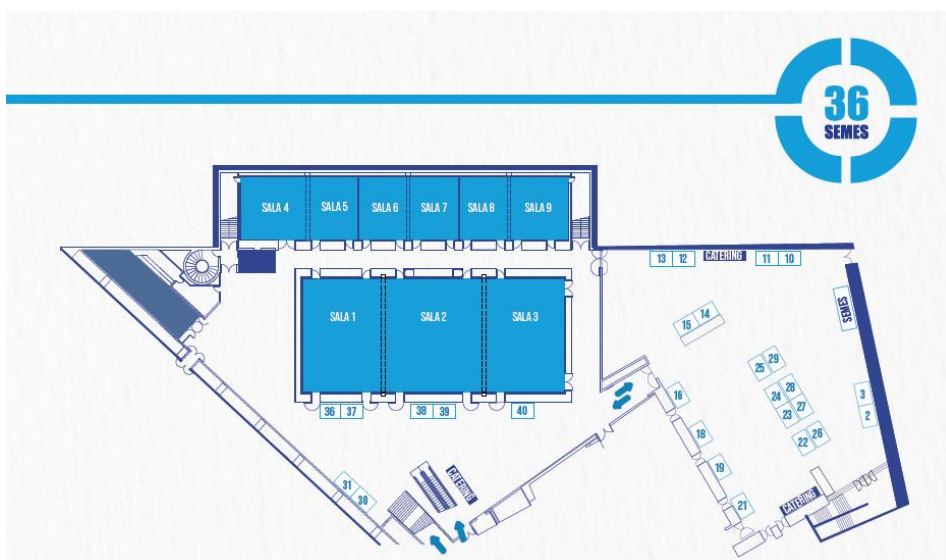 36
SEMES
SALA 4
SALA 5
SALA 6
SALA 7
SALA 8
SALA 9
13 12
CATERING
11 10
SALA 1
SALA 2
SALA 3
SEMES
15 14
25 29
24 28
23 27
22 26
3
2
16
18
19
21
36 37
38 39
40
31
30
CATERING
CATERING